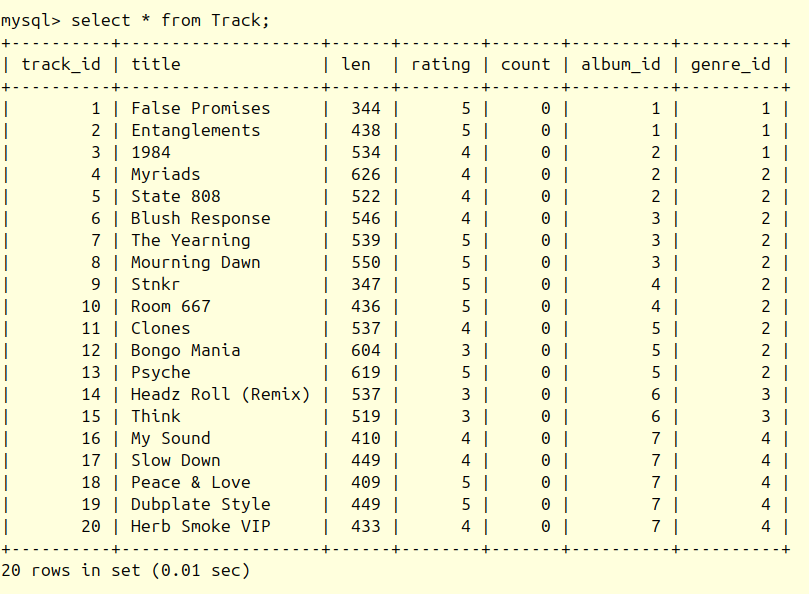 mysql> select * from Track;
+----------+--------------------+------+--------+-------+----------+----------+
| track_id | title              | len  | rating | count | album_id | genre_id |
+----------+--------------------+------+--------+-------+----------+----------+
|        1 | False Promises     |  344 |      5 |     0 |        1 |        1 |
|        2 | Entanglements      |  438 |      5 |     0 |        1 |        1 |
|        3 | 1984               |  534 |      4 |     0 |        2 |        1 |
|        4 | Myriads            |  626 |      4 |     0 |        2 |        2 |
|        5 | State 808          |  522 |      4 |     0 |        2 |        2 |
|        6 | Blush Response     |  546 |      4 |     0 |        3 |        2 |
|        7 | The Yearning       |  539 |      5 |     0 |        3 |        2 |
|        8 | Mourning Dawn      |  550 |      5 |     0 |        3 |        2 |
|        9 | Stnkr              |  347 |      5 |     0 |        4 |        2 |
|       10 | Room 667           |  436 |      5 |     0 |        4 |        2 |
|       11 | Clones             |  537 |      4 |     0 |        5 |        2 |
|       12 | Bongo Mania        |  604 |      3 |     0 |        5 |        2 |
|       13 | Psyche             |  619 |      5 |     0 |        5 |        2 |
|       14 | Headz Roll (Remix) |  537 |      3 |     0 |        6 |        3 |
|       15 | Think              |  519 |      3 |     0 |        6 |        3 |
|       16 | My Sound           |  410 |      4 |     0 |        7 |        4 |
|       17 | Slow Down          |  449 |      4 |     0 |        7 |        4 |
|       18 | Peace & Love       |  409 |      5 |     0 |        7 |        4 |
|       19 | Dubplate Style     |  449 |      5 |     0 |        7 |        4 |
|       20 | Herb Smoke VIP     |  433 |      4 |     0 |        7 |        4 |
+----------+--------------------+------+--------+-------+----------+----------+
20 rows in set (0.01 sec)